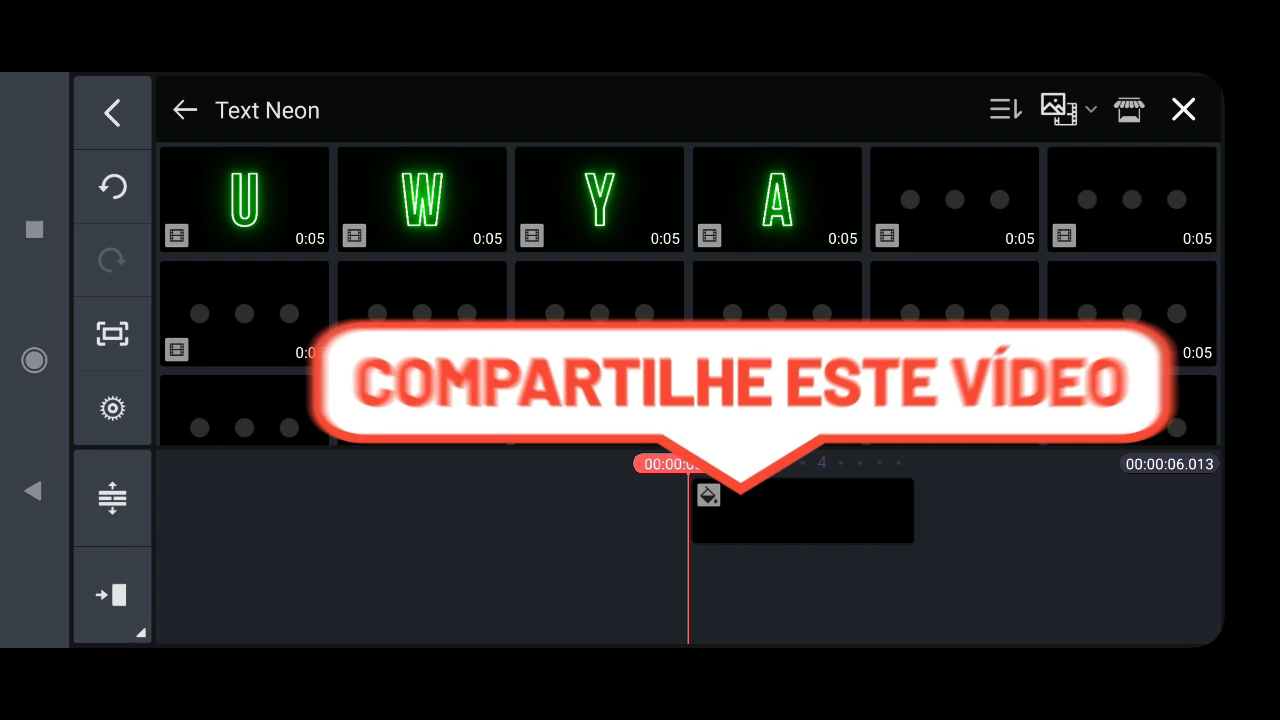 Text Neon
U
W
Y
A
0:05
0:05
0:05
0:05
0:05
0:05
0:05
COMPARTILHE ESTE VÍDEO
4
00:00:06.013